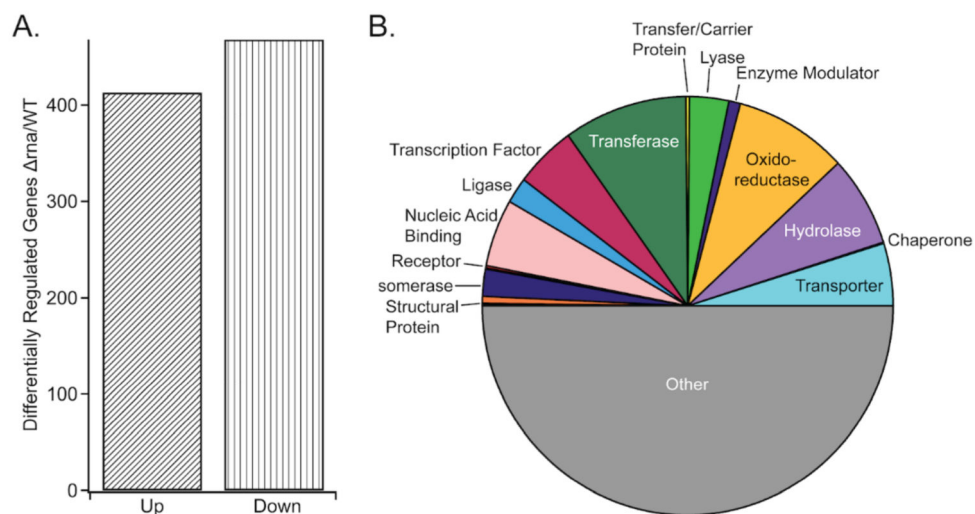 A.
Differentially Regulated Genes Δrna/WT
400
300
200
100
0
Up
Down
B.
Transfer/Carrier
Protein
Lyase
Enzyme Modulator
Oxido-
reductase
Hydrolase
Chaperone
Transporter
Other
Structural
Protein
somerase
Receptor
Nucleic Acid
Binding
Ligase
Transcription Factor
Transferase